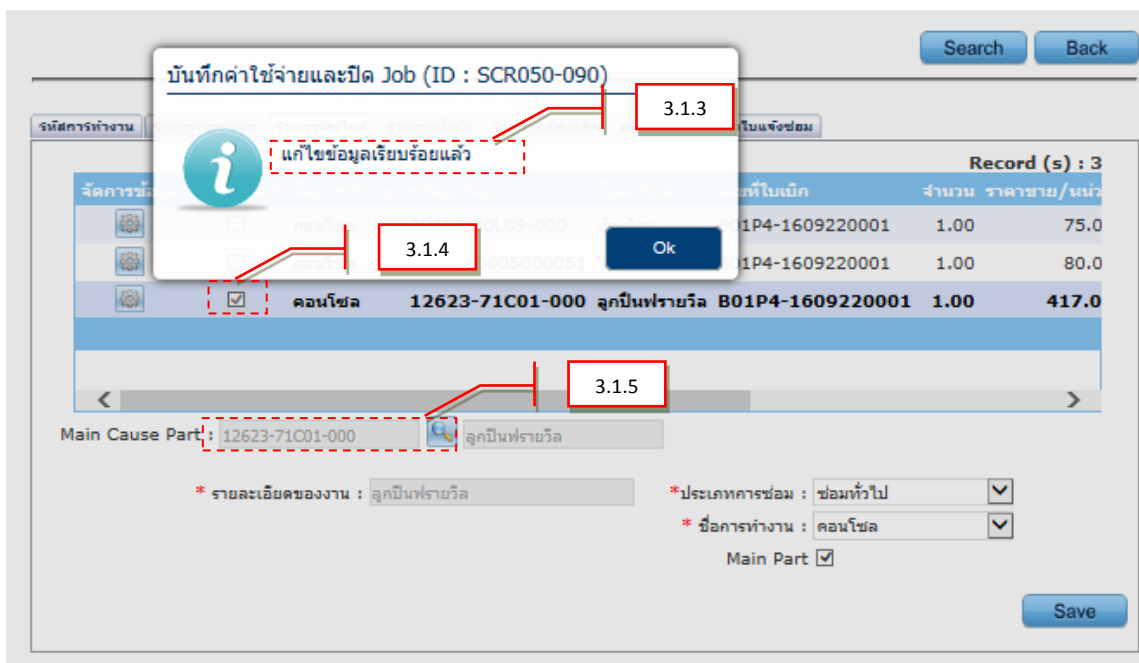 Search Back
บันทึกค่าใช้จ่ายและปิด Job (ID : SCR050-090)
3.1.3
รหัสการทำงาน ใบแจ้งซ่อม
แก้ไขข้อมูลเรียบร้อยแล้ว
Record (s) : 3
จัดการข้ ที่ใบเบิก จำนวน ราคาขาย/หน่ว
คอนโซล -000 B01P4-1609220001 1.00 75.0
3.1.4
Ok
0005000051 01P4-1609220001 1.00 80.0
คอนโซล 12623-71C01-000 ลูกปืนฟรายวีล B01P4-1609220001 1.00 417.0
3.1.5
Main Cause Part : 12623-71C01-000 ลูกปืนฟรายวีล
* รายละเอียดของงาน : ลูกปืนฟรายวีล *ประเภทการซ่อม : ซ่อมทั่วไป
* ชื่อการทำงาน : คอนโซล
Main Part
Save